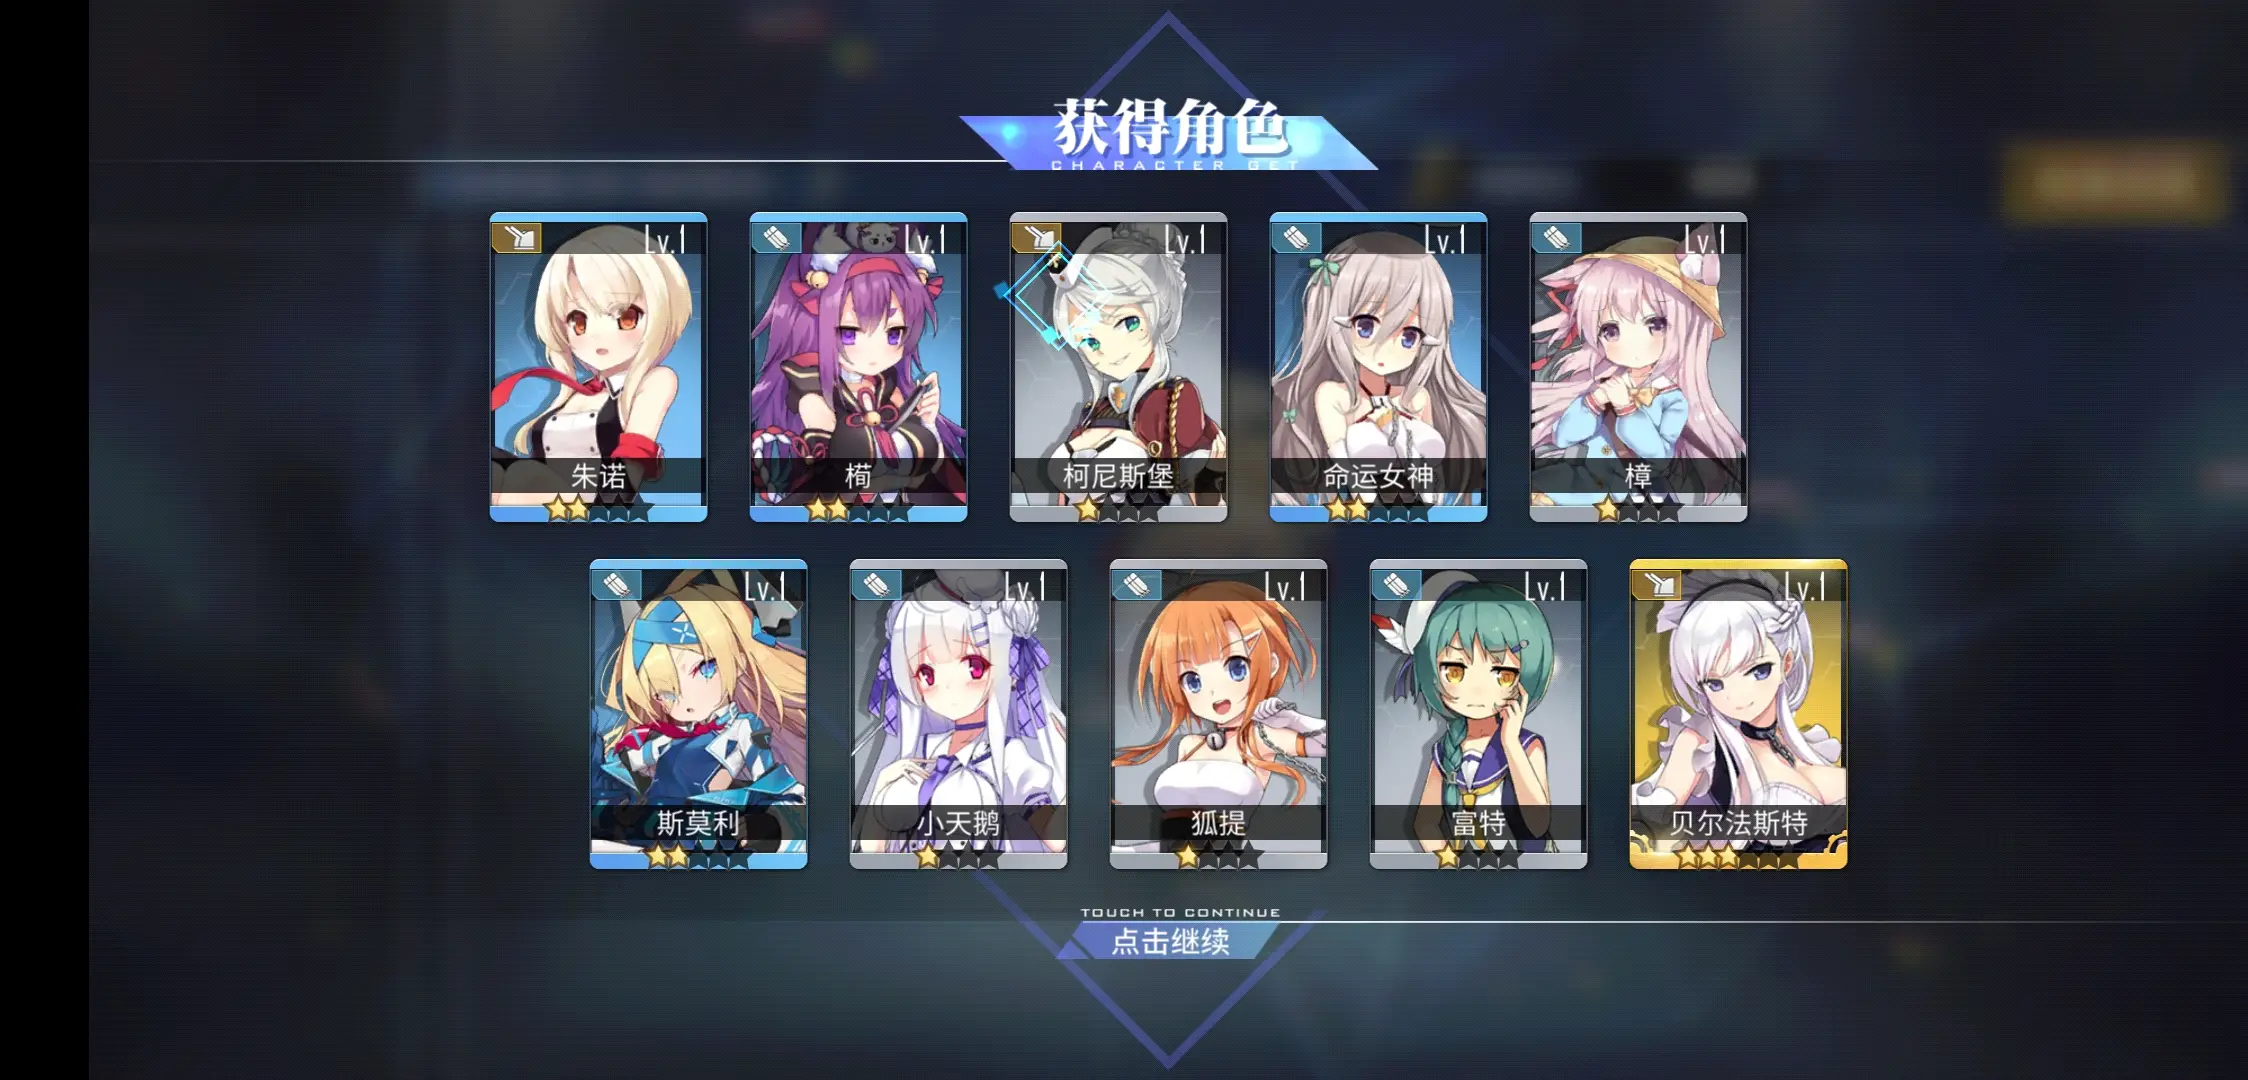 获得角色
CHARACTER GET
Lv.1
Lv.1
Lv.1
Lv.1
Lv.1
朱诺
梅
柯尼斯堡
命运女神
樟
Lv.1
Lv.1
Lv.1
Lv.1
Lv.1
斯莫利
小天鹅
狐提
富特
贝尔法斯特
TOUCH TO CONTINUE
点击继续